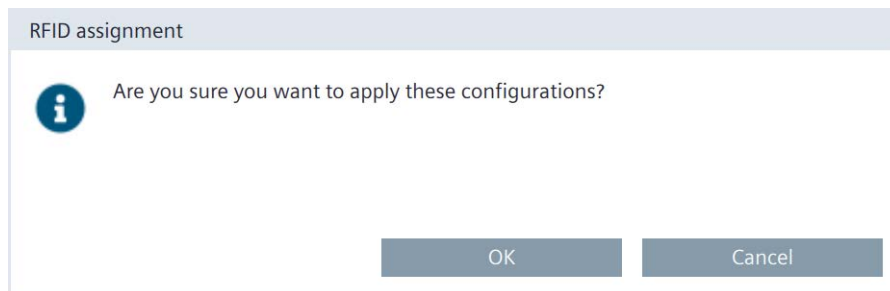 RFID assignment
Are you sure you want to apply these configurations?
OK
Cancel